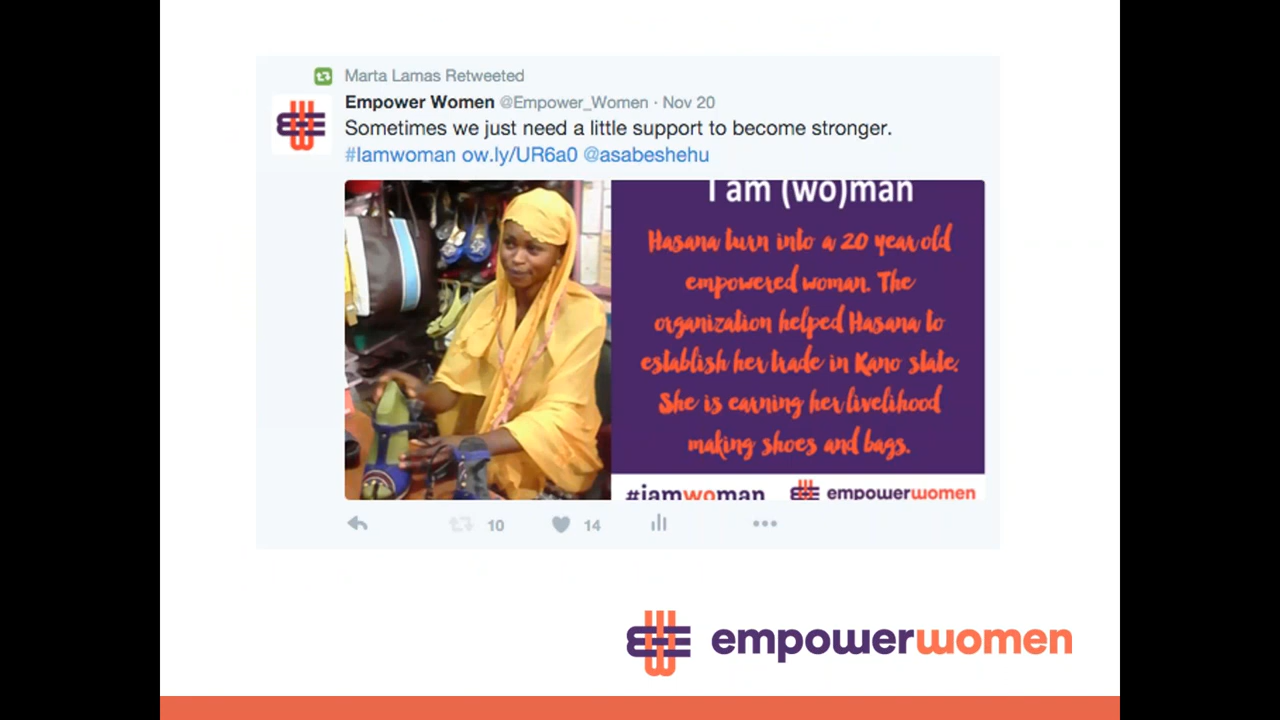 Marta Lamas Retweeted
Empower Women @Empower_Women · Nov 20
Sometimes we just need a little support to become stronger.
#Iamwoman ow.ly/UR6a0 @asabeshehu
I am (wo)man
Hasana turn into a 20 year old
empowered woman. The
organization helped Hasana to
establish her trade in Kano state.
She is earning her livelihood
making shoes and bags.
#iamwoman empowerwomen
10 14
empowerwomen